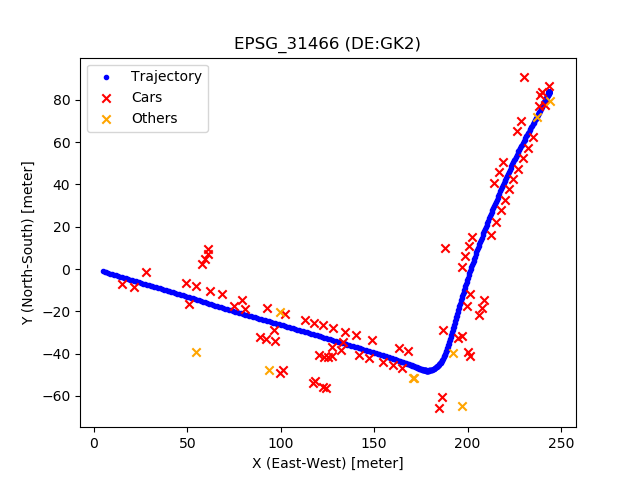 EPSG_31466 (DE:GK2)
Trajectory
Cars
Others
Y (North-South) [meter]
80
60
40
20
0
−20
−40
−60
0 50 100 150 200 250
X (East-West) [meter]